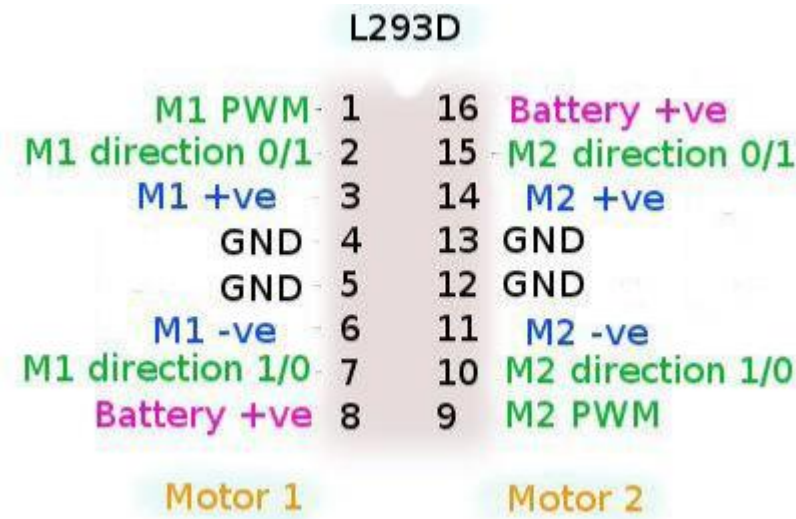 L293D
M1 PWM 1 16 Battery +ve
M1 direction 0/1 2 15 M2 direction 0/1
M1 +ve 3 14 M2 +ve
GND 4 13 GND
GND 5 12 GND
M1 -ve 6 11 M2 -ve
M1 direction 1/0 7 10 M2 direction 1/0
Battery +ve 8 9 M2 PWM
Motor 1 Motor 2